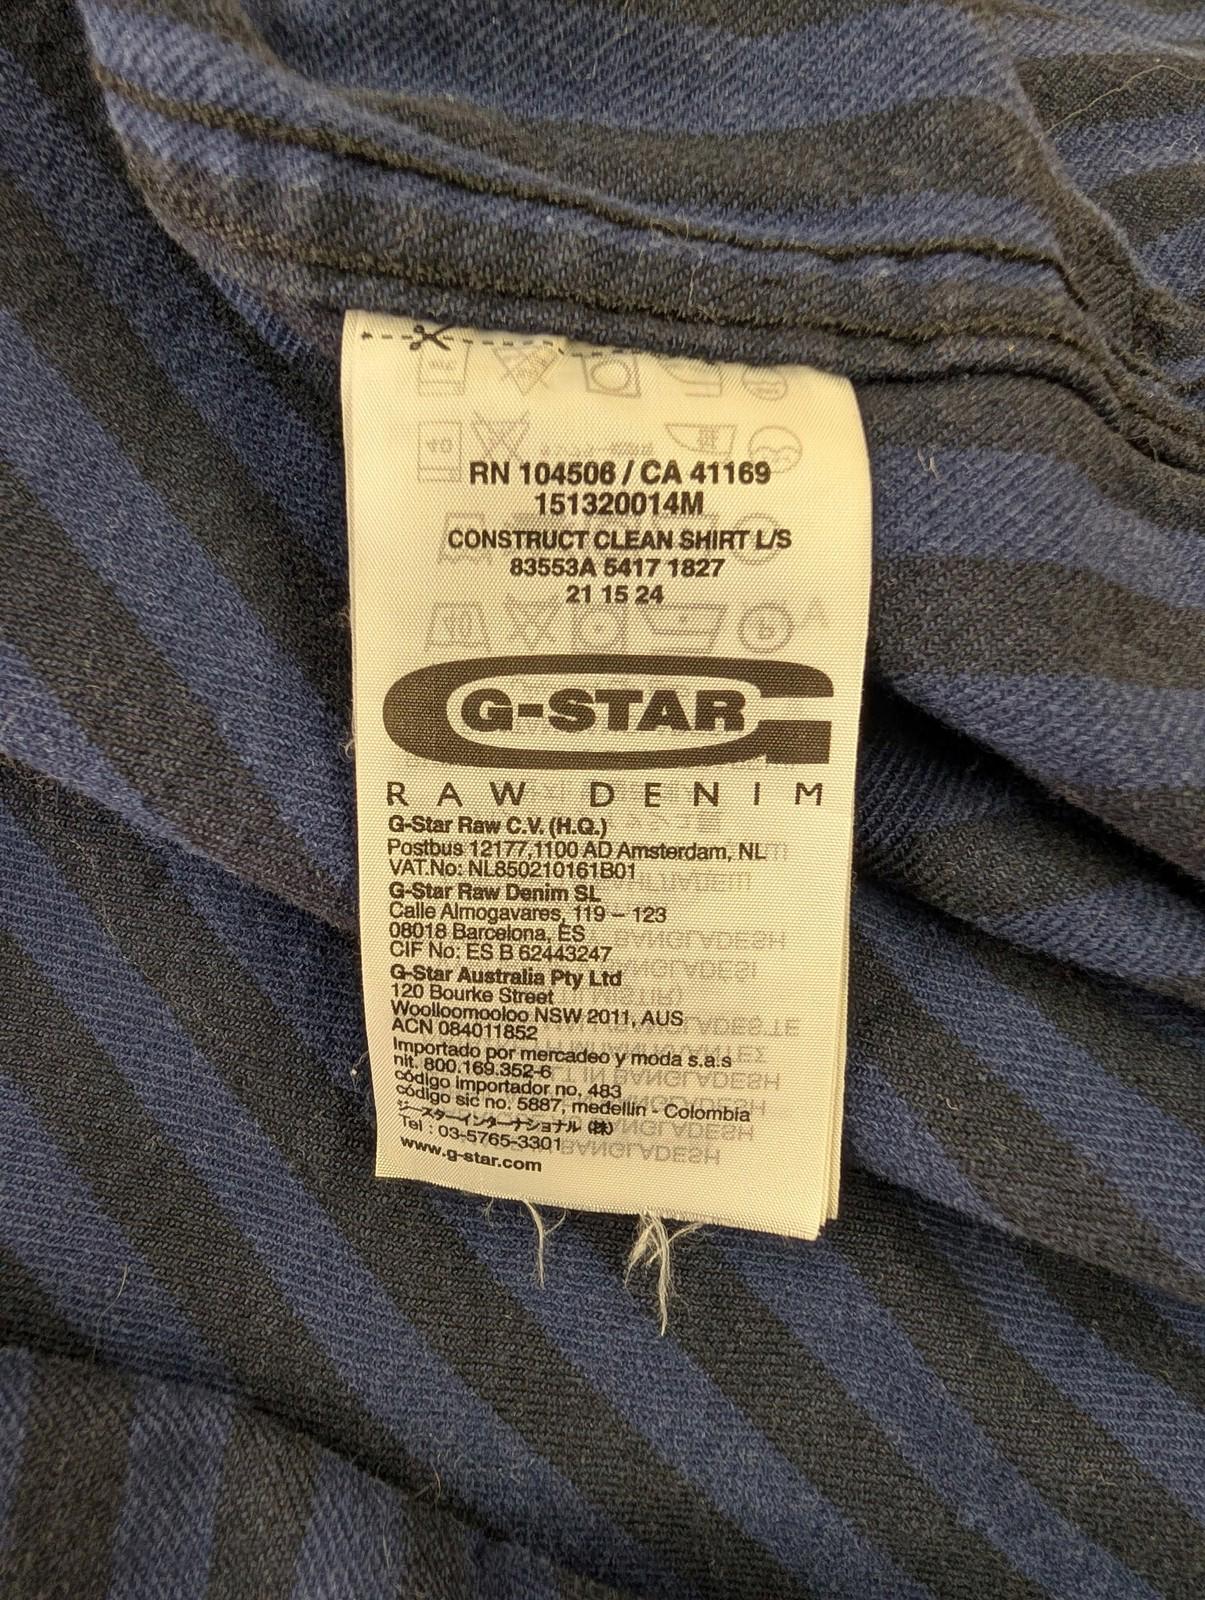 RN 104506 / CA 41169
151320014M
CONSTRUCT CLEAN SHIRT L/S
83553A 5417 1827
21 15 24
G-STAR
RAW DENIM
G-Star Raw C.V. (H.Q.)
Postbus 12177,1100 AD Amsterdam, NL
VAT.No: NL850210161B01
G-Star Raw Denim SL
Calle Almogavares, 119 – 123
08018 Barcelona, ES
CIF No: ES B 62443247
G-Star Australia Pty Ltd
120 Bourke Street
Woolloomooloo NSW 2011, AUS
ACN 084011852
Importado por mercadeo y moda s.a.s
nit. 800.169.352-6
código importador no. 483
código sic no. 5887, medellin - Colombia
ジースターインターナショナル (株)
Tel : 03-5765-3301
www.g-star.com